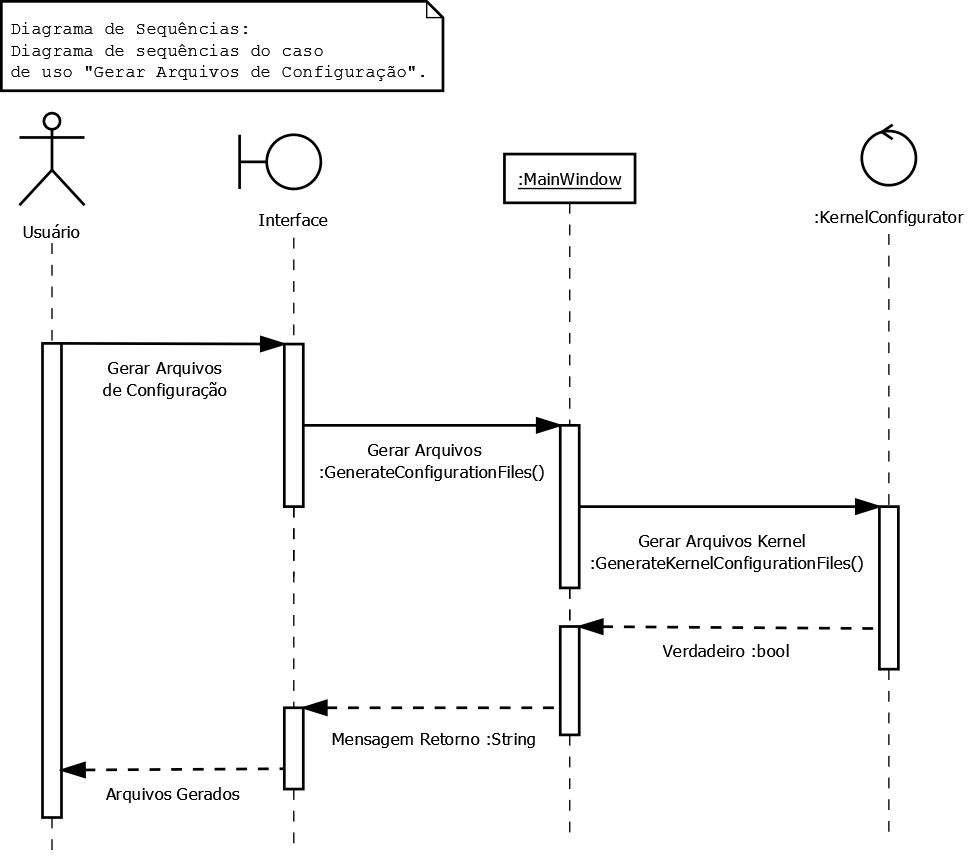 Diagrama de Sequências:
Diagrama de sequências do caso
de uso "Gerar Arquivos de Configuração".
Usuário
Interface
:MainWindow
:KernelConfigurator
Gerar Arquivos
de Configuração
Gerar Arquivos
:GenerateConfigurationFiles()
Gerar Arquivos Kernel
:GenerateKernelConfigurationFiles()
Verdadeiro :bool
Mensagem Retorno :String
Arquivos Gerados